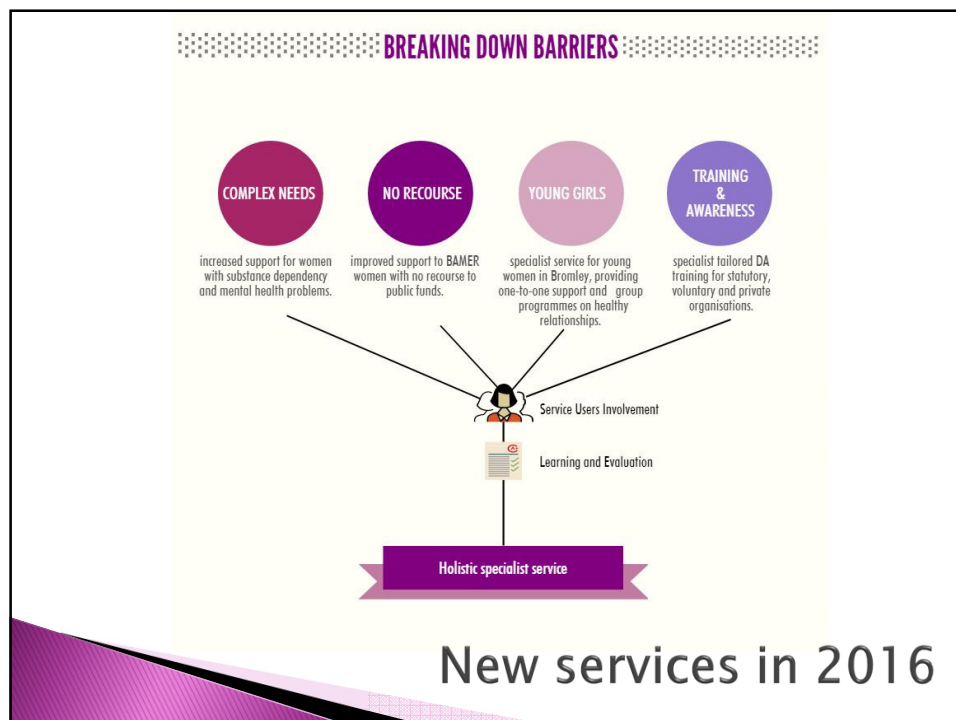 BREAKING DOWN BARRIERS
COMPLEX NEEDS
increased support for women
with substance dependency
and mental health problems.
NO RECOURSE
improved support to BAMER
women with no recourse to
public funds.
YOUNG GIRLS
specialist service for young
women in Bromley, providing
one-to-one support and group
programmes on healthy
relationships.
TRAINING
&
AWARENESS
specialist tailored DA
training for statutory,
voluntary and private
organisations.
Service Users Involvement
Learning and Evaluation
Holistic specialist service
New services in 2016